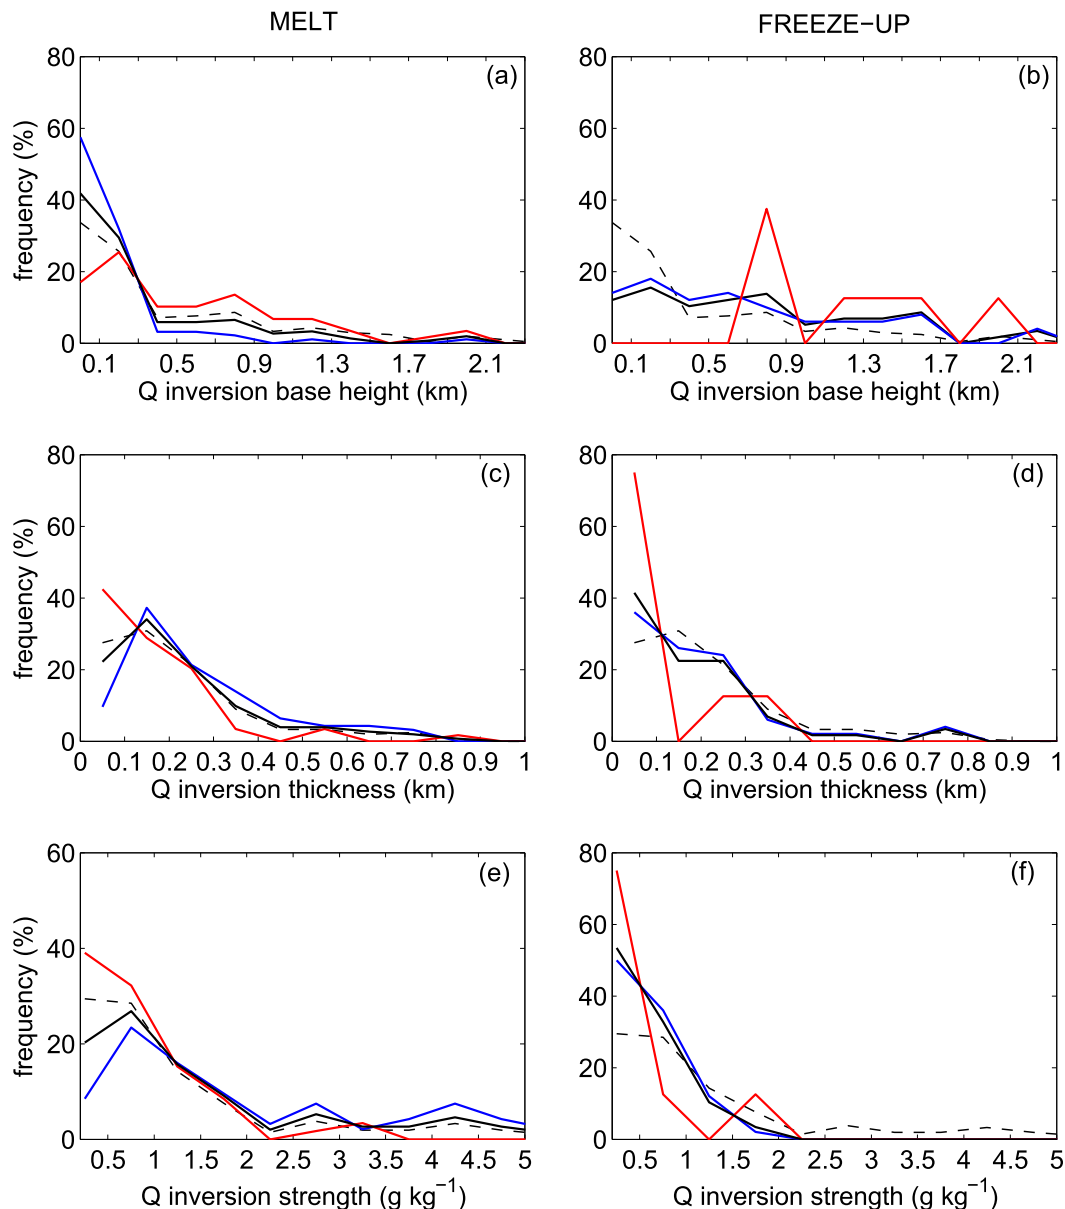 MELT
FREEZE−UP
(a)
80
60
40
20
0
frequency (%)
0.1 0.5 0.9 1.3 1.7 2.1
Q inversion base height (km)
(b)
80
60
40
20
0
0.1 0.5 0.9 1.3 1.7 2.1
Q inversion base height (km)
(c)
80
60
40
20
0
frequency (%)
0 0.1 0.2 0.3 0.4 0.5 0.6 0.7 0.8 0.9 1
Q inversion thickness (km)
(d)
80
60
40
20
0
0 0.1 0.2 0.3 0.4 0.5 0.6 0.7 0.8 0.9 1
Q inversion thickness (km)
(e)
60
40
20
0
frequency (%)
0.5 1 1.5 2 2.5 3 3.5 4 4.5 5
Q inversion strength (g kg⁻¹)
(f)
80
60
40
20
0
0.5 1 1.5 2 2.5 3 3.5 4 4.5 5
Q inversion strength (g kg⁻¹)